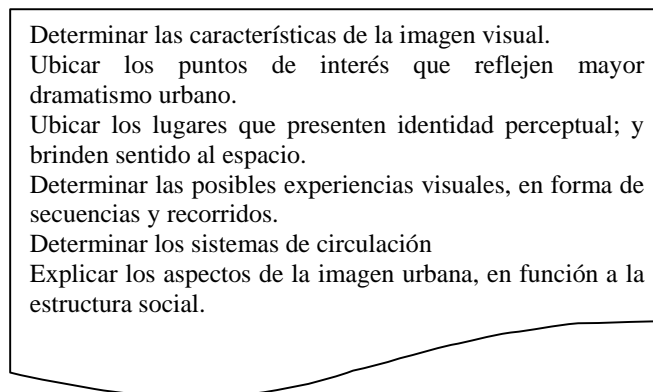 Determinar las características de la imagen visual.
Ubicar los puntos de interés que reflejen mayor
dramatismo urbano.
Ubicar los lugares que presenten identidad perceptual; y
brinden sentido al espacio.
Determinar las posibles experiencias visuales, en forma de
secuencias y recorridos.
Determinar los sistemas de circulación
Explicar los aspectos de la imagen urbana, en función a la
estructura social.